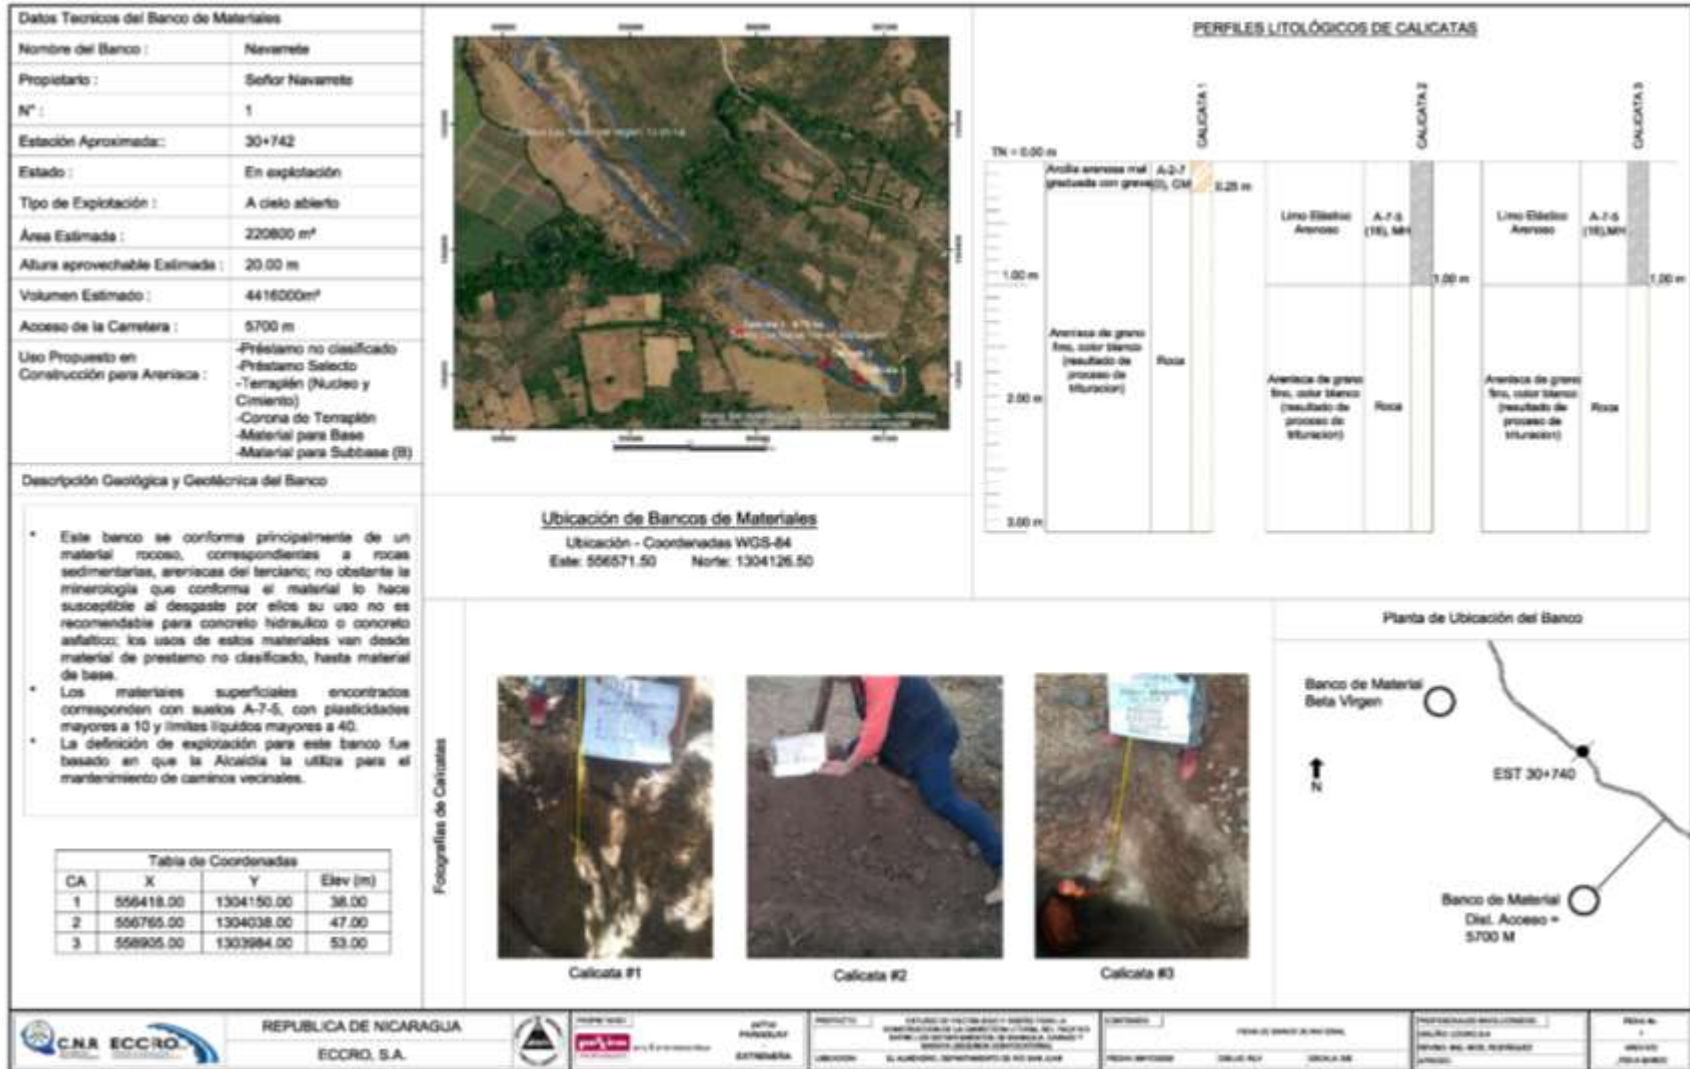 Datos Tecnicos del Banco de Materiales
Nombre del Banco : Navarrete
Propietario : Señor Navarrete
N° : 1
Estación Aproximada:: 30+742
Estado : En explotación
Tipo de Explotación : A cielo abierto
Área Estimada : 220800 m²
Altura aprovechable Estimada : 20.00 m
Volumen Estimado : 4416000m³
Acceso de la Carretera : 5700 m
Uso Propuesto en
Construcción para Arenisca :
-Préstamo no clasificado
-Préstamo Selecto
-Terraplén (Nucleo y
Cimiento)
-Corona de Terraplén
-Material para Base
-Material para Subbase (B)
Descripción Geológica y Geotécnica del Banco
• Este banco se conforma principalmente de un
material rocoso, correspondientes a rocas
sedimentarias, areniscas del terciario; no obstante la
minerología que conforma el material lo hace
susceptible al desgaste por ellos su uso no es
recomendable para concreto hidraulico o concreto
asfaltico; los usos de estos materiales van desde
material de prestamo no clasificado, hasta material
de base.
• Los materiales superficiales encontrados
corresponden con suelos A-7-5, con plasticidades
mayores a 10 y límites líquidos mayores a 40.
• La definición de explotación para este banco fue
basado en que la Alcaldía la utiliza para el
mantenimiento de caminos vecinales.
Tabla de Coordenadas
CA X Y Elev (m)
1 556418.00 1304150.00 38.00
2 556765.00 1304038.00 47.00
3 556905.00 1303984.00 53.00
Ubicación de Bancos de Materiales
Ubicación - Coordenadas WGS-84
Este: 556571.50 Norte: 1304126.50
PERFILES LITOLÓGICOS DE CALICATAS
CALICATA 1
CALICATA 2
CALICATA 3
TN = 0.00 m
1.00 m
2.00 m
3.00 m
Arcilla arenosa mal
graduada con grava
A-2-7
(0), GM
0.25 m
Arenisca de grano
fino, color blanco
(resultado de
proceso de
trituracion)
Roca
Limo Elástico
Arenoso
A-7-5
(16), MH
1.00 m
Arenisca de grano
fino, color blanco
(resultado de
proceso de
trituracion)
Roca
Limo Elástico
Arenoso
A-7-5
(16),MH
1.00 m
Arenisca de grano
fino, color blanco
(resultado de
proceso de
trituracion)
Roca
Fotografías de Calicatas
Calicata #1
Calicata #2
Calicata #3
Planta de Ubicación del Banco
Banco de Material
Beta Virgen
N
EST 30+740
Banco de Material
Dist. Acceso =
5700 M
C.N.R ECCRO
REPUBLICA DE NICARAGUA
ECCRO, S.A.